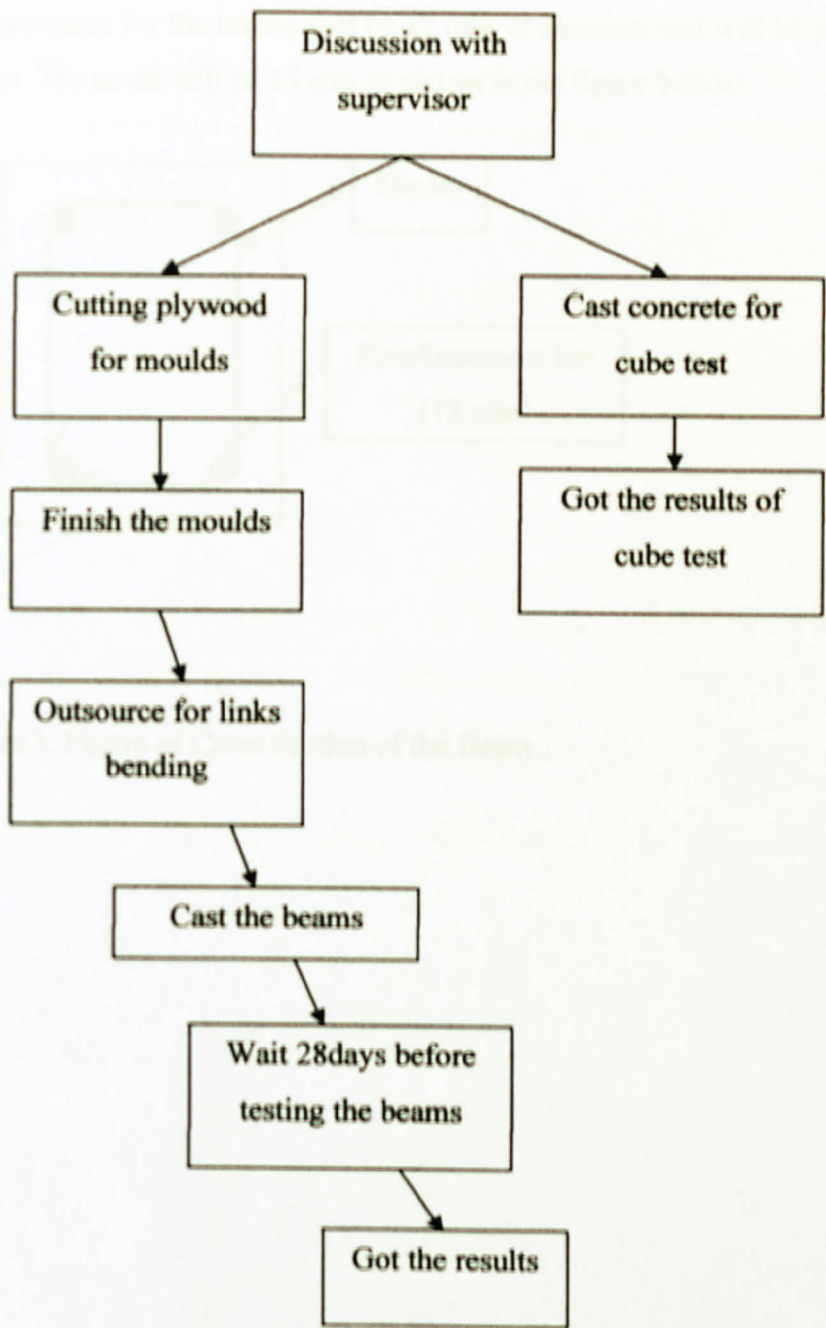 Discussion with
supervisor
Cutting plywood
for moulds
Cast concrete for
cube test
Finish the moulds
Got the results of
cube test
Outsource for links
bending
Cast the beams
Wait 28days before
testing the beams
Got the results